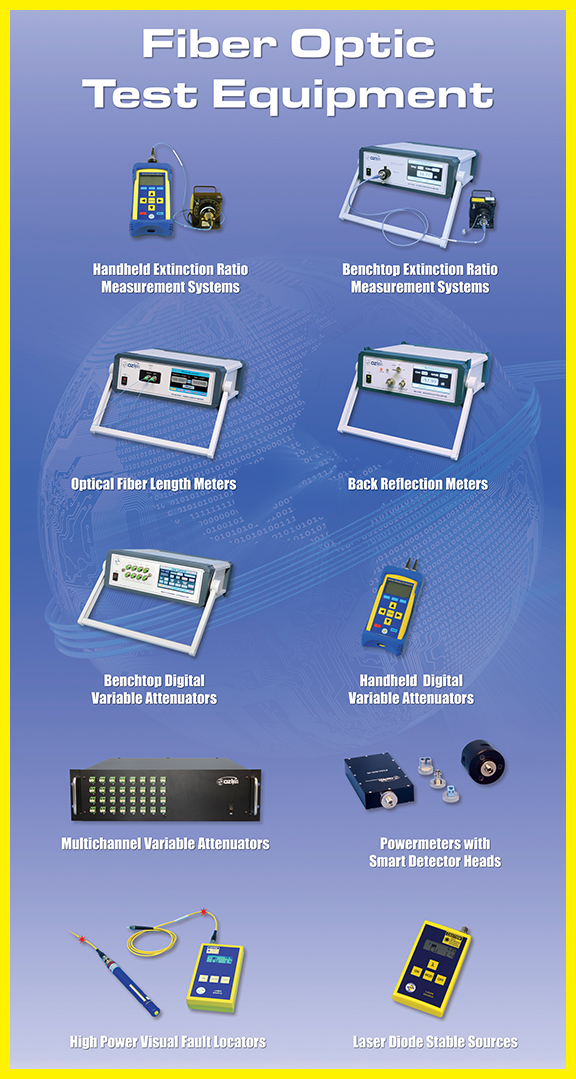 Fiber Optic
Test Equipment
Handheld Extinction Ratio
Measurement Systems
Benchtop Extinction Ratio
Measurement Systems
Optical Fiber Length Meters
Back Reflection Meters
Benchtop Digital
Variable Attenuators
Handheld Digital
Variable Attenuators
Multichannel Variable Attenuators
Powermeters with
Smart Detector Heads
High Power Visual Fault Locators
Laser Diode Stable Sources